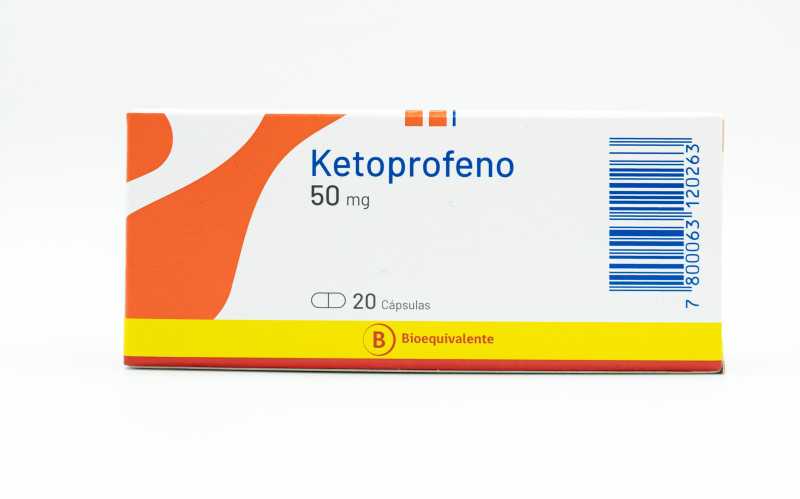 Ketoprofeno
50 mg
20 Cápsulas
B Bioequivalente
7 800063 120263